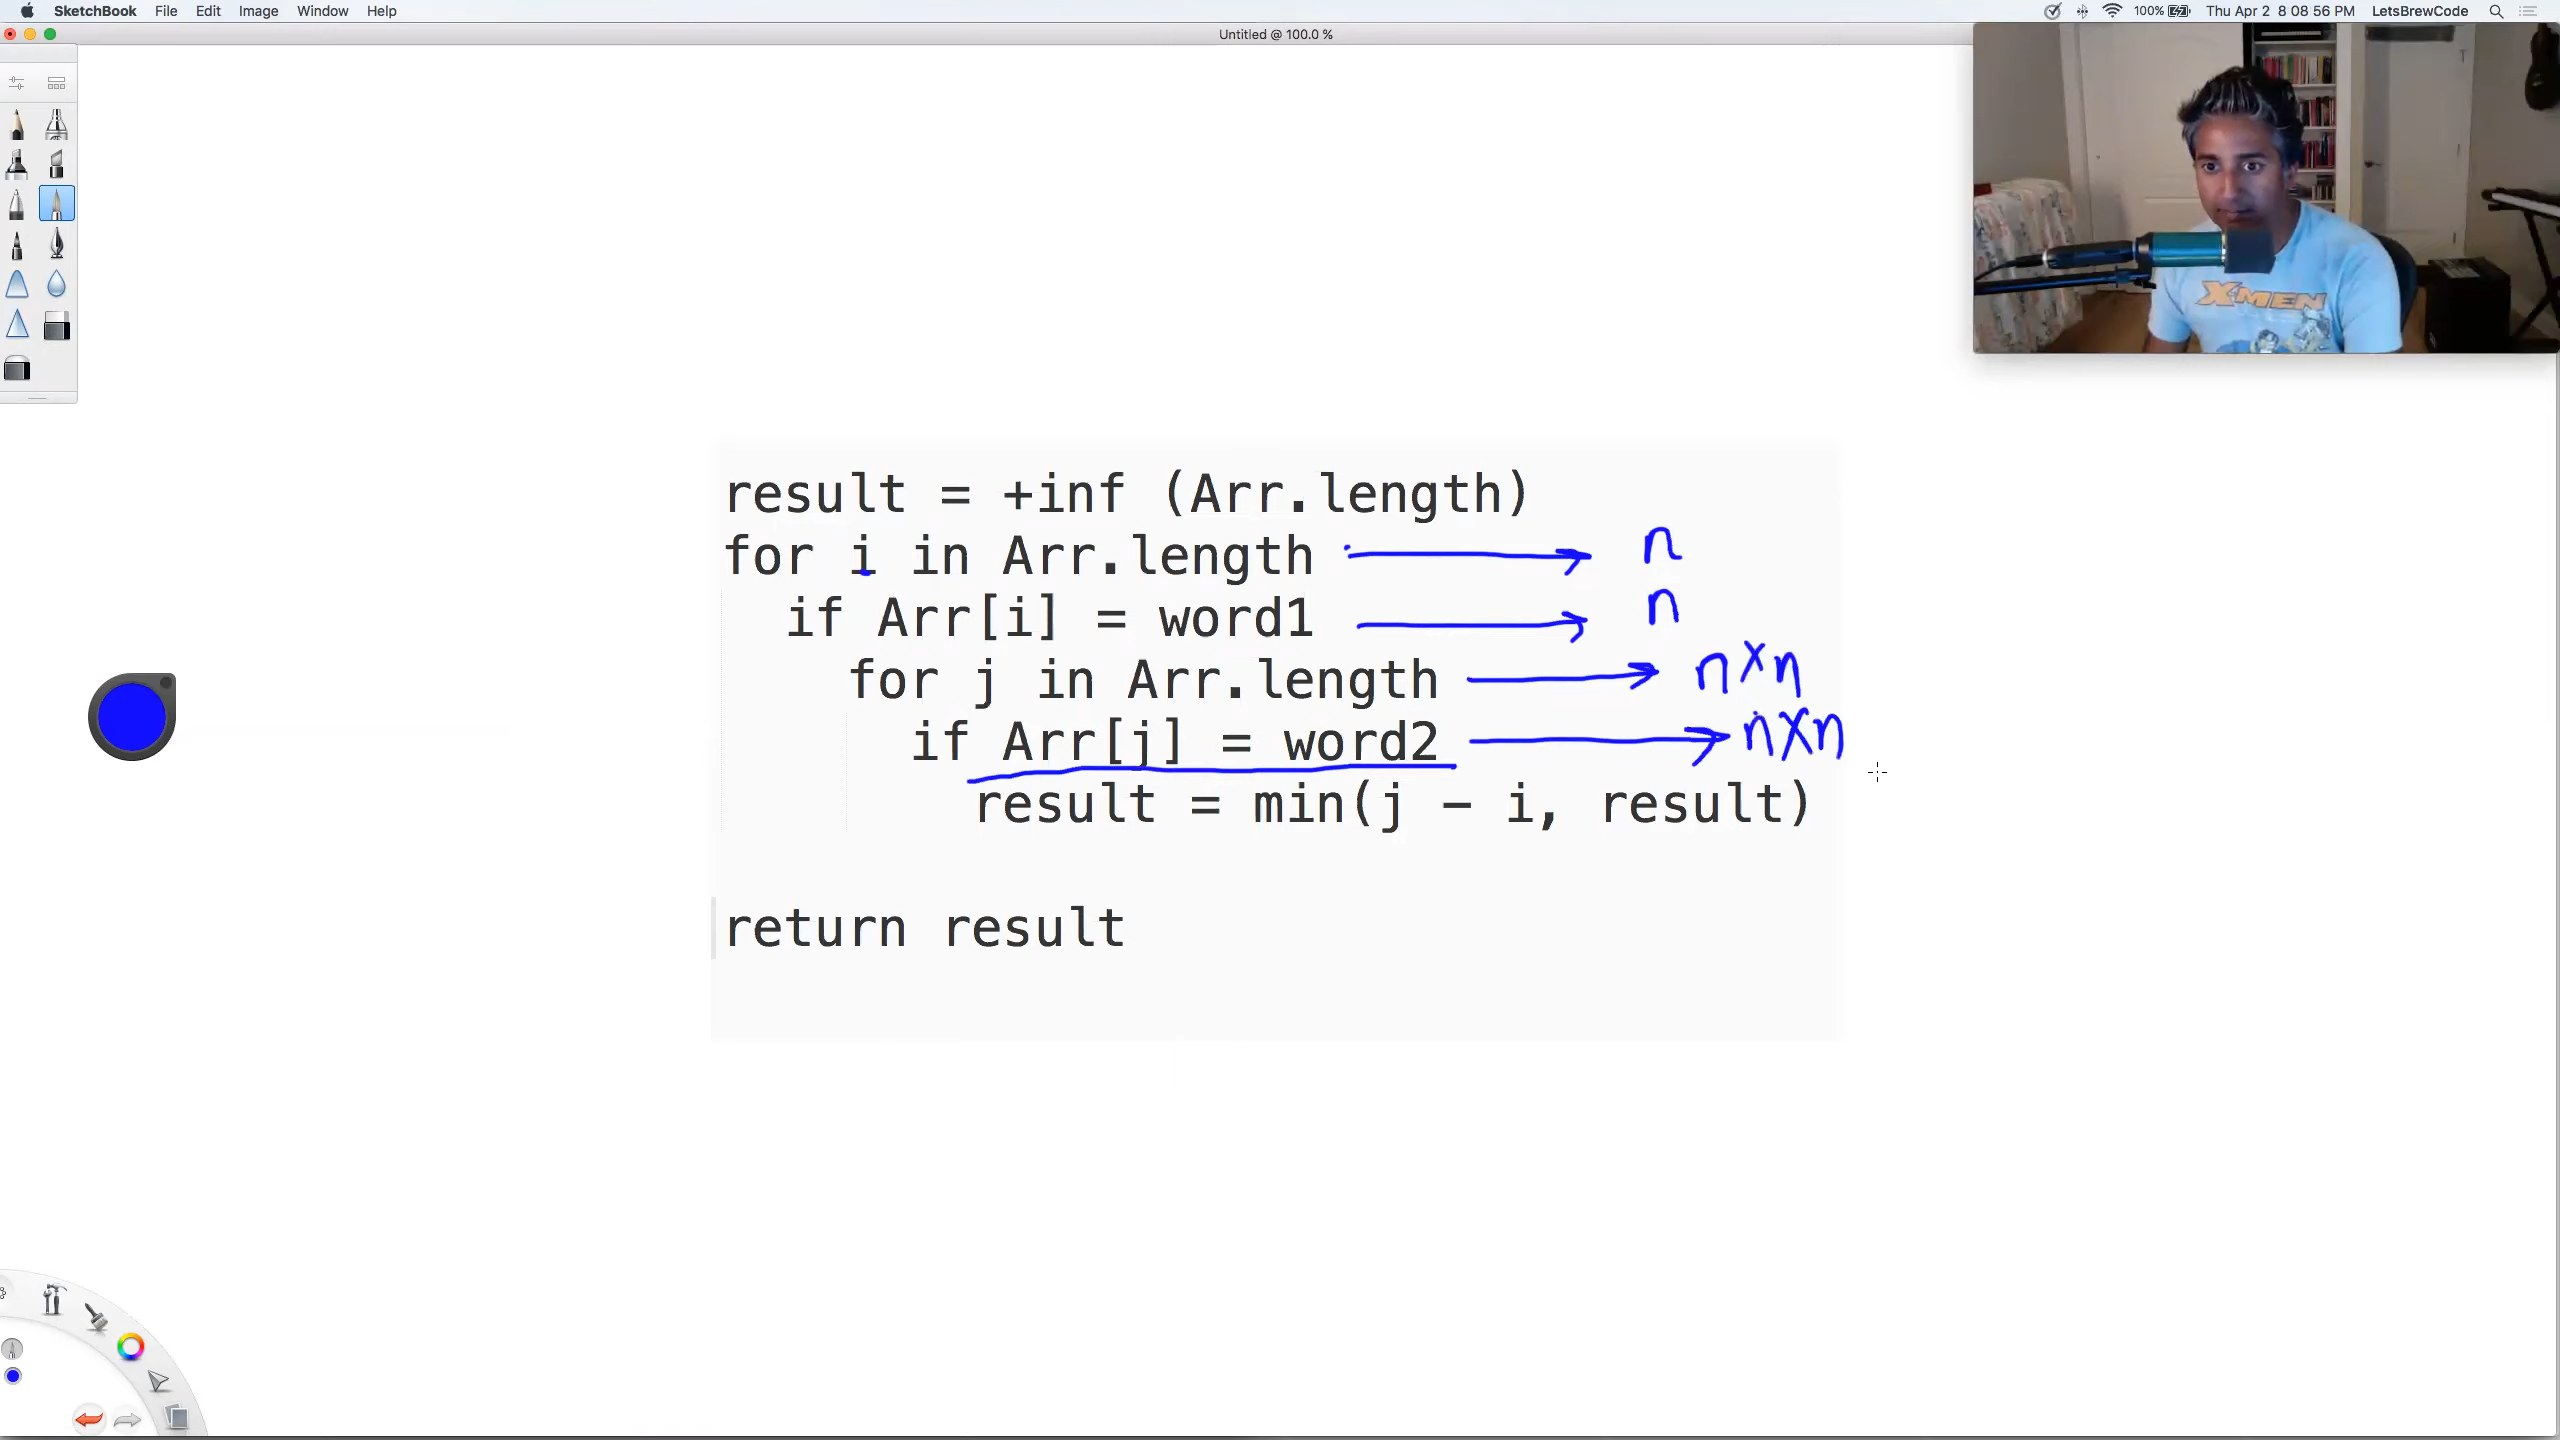 SketchBook File Edit Image Window Help 100% Thu Apr 2 8 08 56 PM LetsBrewCode
Untitled @ 100.0 %
X-MEN
result = +inf (Arr.length)
for i in Arr.length n
if Arr[i] = word1 n
for j in Arr.length n x n
if Arr[j] = word2 n x n
result = min(j - i, result)
return result